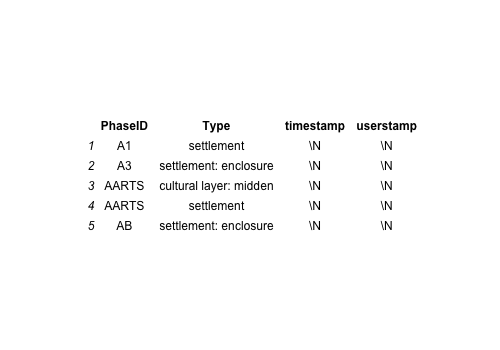 PhaseID Type timestamp userstamp
1 A1 settlement \N \N
2 A3 settlement: enclosure \N \N
3 AARTS cultural layer: midden \N \N
4 AARTS settlement \N \N
5 AB settlement: enclosure \N \N